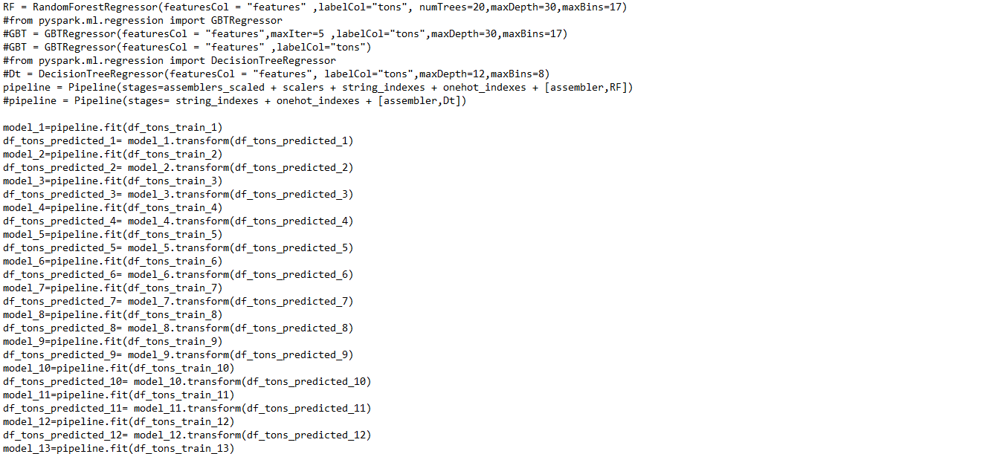 RF = RandomForestRegressor(featuresCol = "features" ,labelCol="tons", numTrees=20,maxDepth=30,maxBins=17)
#from pyspark.ml.regression import GBTRegressor
#GBT = GBTRegressor(featuresCol = "features",maxIter=5 ,labelCol="tons",maxDepth=30,maxBins=17)
#GBT = GBTRegressor(featuresCol = "features" ,labelCol="tons")
#from pyspark.ml.regression import DecisionTreeRegressor
#Dt = DecisionTreeRegressor(featuresCol = "features", labelCol="tons",maxDepth=12,maxBins=8)
pipeline = Pipeline(stages=assemblers_scaled + scalers + string_indexes + onehot_indexes + [assembler,RF])
#pipeline = Pipeline(stages= string_indexes + onehot_indexes + [assembler,Dt])
model_1=pipeline.fit(df_tons_train_1)
df_tons_predicted_1= model_1.transform(df_tons_predicted_1)
model_2=pipeline.fit(df_tons_train_2)
df_tons_predicted_2= model_2.transform(df_tons_predicted_2)
model_3=pipeline.fit(df_tons_train_3)
df_tons_predicted_3= model_3.transform(df_tons_predicted_3)
model_4=pipeline.fit(df_tons_train_4)
df_tons_predicted_4= model_4.transform(df_tons_predicted_4)
model_5=pipeline.fit(df_tons_train_5)
df_tons_predicted_5= model_5.transform(df_tons_predicted_5)
model_6=pipeline.fit(df_tons_train_6)
df_tons_predicted_6= model_6.transform(df_tons_predicted_6)
model_7=pipeline.fit(df_tons_train_7)
df_tons_predicted_7= model_7.transform(df_tons_predicted_7)
model_8=pipeline.fit(df_tons_train_8)
df_tons_predicted_8= model_8.transform(df_tons_predicted_8)
model_9=pipeline.fit(df_tons_train_9)
df_tons_predicted_9= model_9.transform(df_tons_predicted_9)
model_10=pipeline.fit(df_tons_train_10)
df_tons_predicted_10= model_10.transform(df_tons_predicted_10)
model_11=pipeline.fit(df_tons_train_11)
df_tons_predicted_11= model_11.transform(df_tons_predicted_11)
model_12=pipeline.fit(df_tons_train_12)
df_tons_predicted_12= model_12.transform(df_tons_predicted_12)
model_13=pipeline.fit(df_tons_train_13)